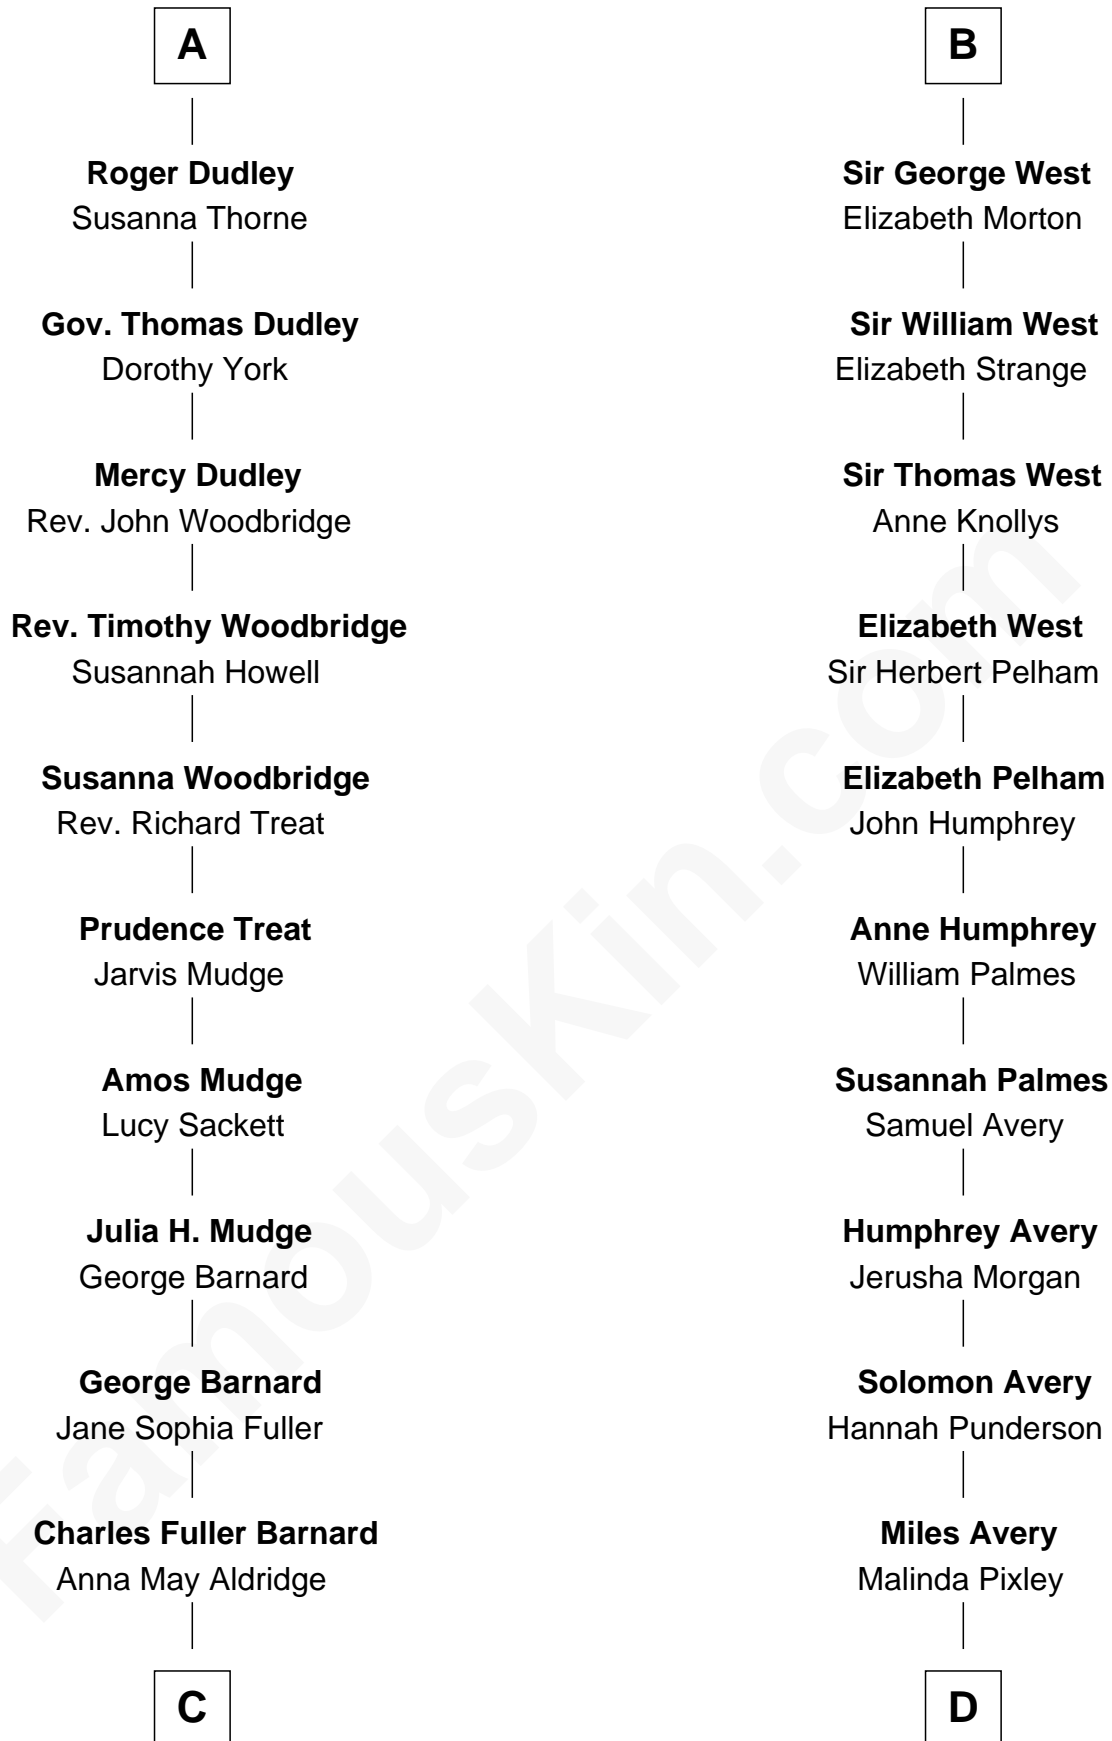 A
Roger Dudley
Susanna Thorne
Gov. Thomas Dudley
Dorothy York
Mercy Dudley
Rev. John Woodbridge
Rev. Timothy Woodbridge
Susannah Howell
Susanna Woodbridge
Rev. Richard Treat
Prudence Treat
Jarvis Mudge
Amos Mudge
Lucy Sackett
Julia H. Mudge
George Barnard
George Barnard
Jane Sophia Fuller
Charles Fuller Barnard
Anna May Aldridge
C
B
Sir George West
Elizabeth Morton
Sir William West
Elizabeth Strange
Sir Thomas West
Anne Knollys
Elizabeth West
Sir Herbert Pelham
Elizabeth Pelham
John Humphrey
Anne Humphrey
William Palmes
Susannah Palmes
Samuel Avery
Humphrey Avery
Jerusha Morgan
Solomon Avery
Hannah Punderson
Miles Avery
Malinda Pixley
D
FamousKin.com